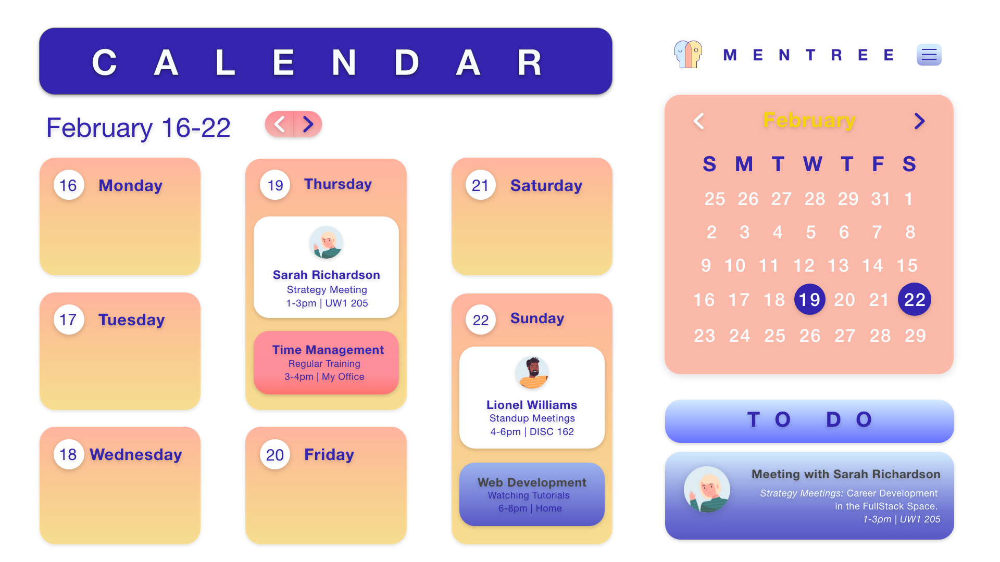 CALENDAR
MENTREE
February 16-22
16 Monday
17 Tuesday
18 Wednesday
19 Thursday
Sarah Richardson
Strategy Meeting
1-3pm | UW1 205
Time Management
Regular Training
3-4pm | My Office
20 Friday
21 Saturday
22 Sunday
Lionel Williams
Standup Meetings
4-6pm | DISC 162
Web Development
Watching Tutorials
6-8pm | Home
February
S M T W T F S
25 26 27 28 29 31 1
2 3 4 5 6 7 8
9 10 11 12 13 14 15
16 17 18 19 20 21 22
23 24 25 26 27 28 29
TO DO
Meeting with Sarah Richardson
Strategy Meetings: Career Development
in the FullStack Space.
1-3pm | UW1 205